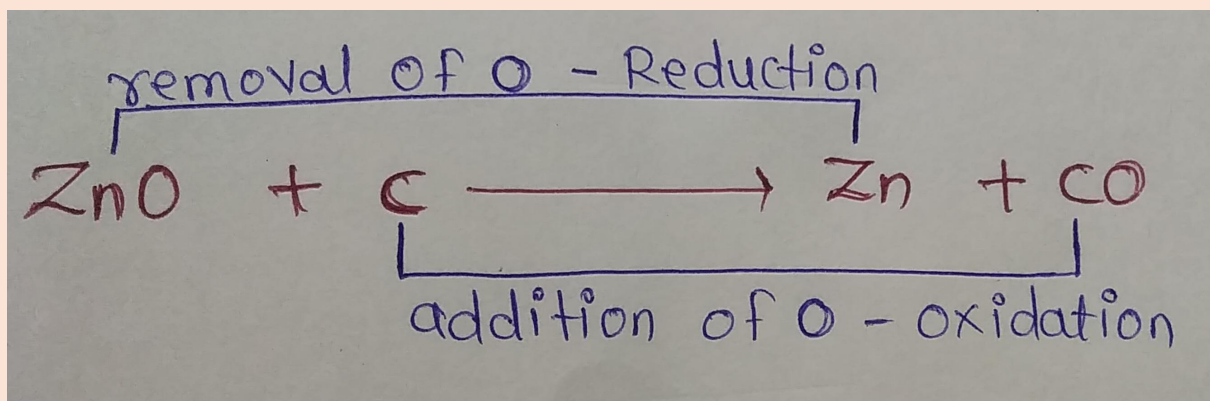 removal of O - Reduction
ZnO + C ⟶ Zn + CO
addition of O - oxidation